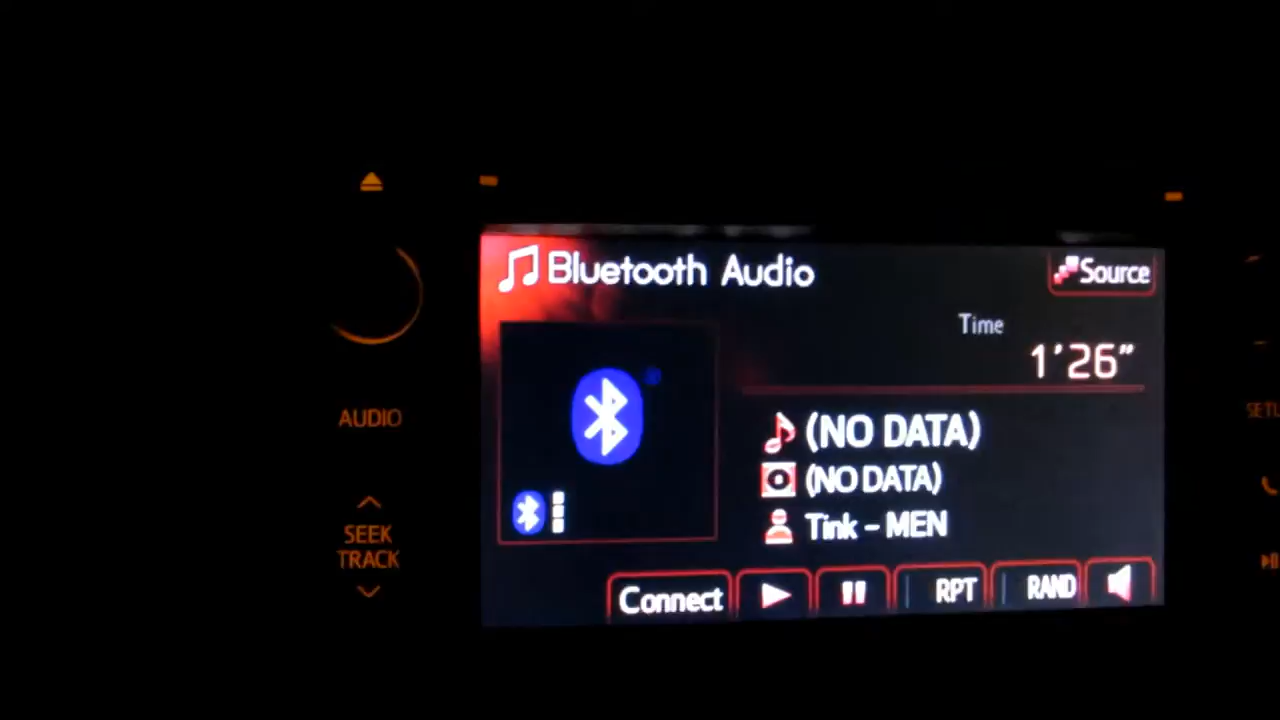 Bluetooth Audio
Source
Time
1'26"
AUDIO
(NO DATA)
(NO DATA)
Tink - MEN
SEEK
TRACK
Connect
RPT
RAND